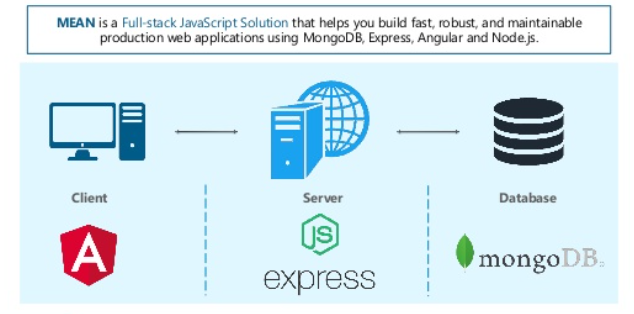 MEAN is a Full-stack JavaScript Solution that helps you build fast, robust, and maintainable
production web applications using MongoDB, Express, Angular and Node.js.
Client
Server
Database
A
JS
express
mongoDB